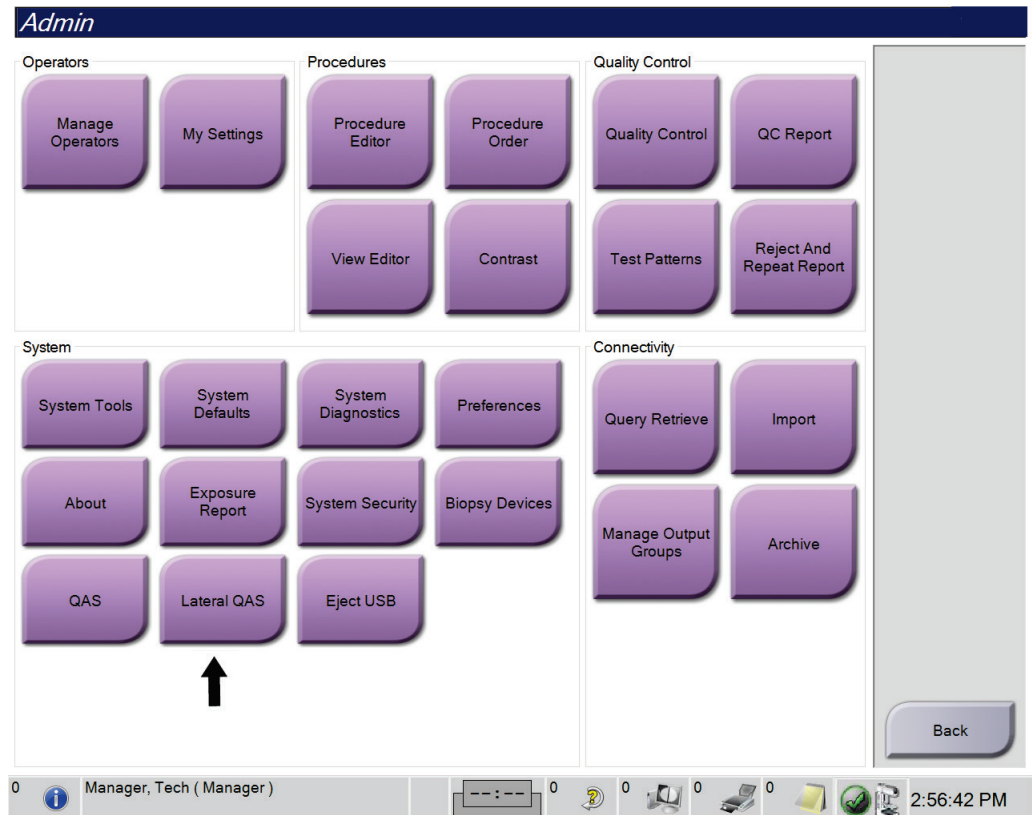 Admin
Operators
Manage
Operators
My Settings
Procedures
Procedure
Editor
Procedure
Order
View Editor
Contrast
Quality Control
Quality Control
QC Report
Test Patterns
Reject And
Repeat Report
System
System Tools
System
Defaults
System
Diagnostics
Preferences
About
Exposure
Report
System Security
Biopsy Devices
QAS
Lateral QAS
Eject USB
Connectivity
Query Retrieve
Import
Manage Output
Groups
Archive
Back
0
Manager, Tech ( Manager )
--:--
0
0
0
0
2:56:42 PM